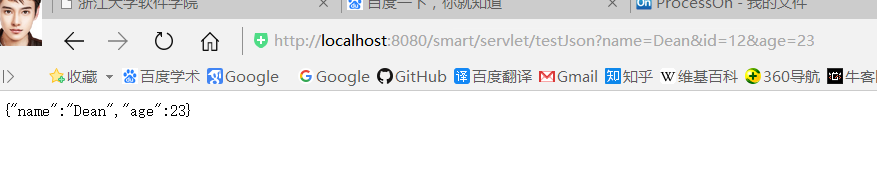 浙江大学软件学院 百度一下，你就知道 ProcessOn - 我的文件
http://localhost:8080/smart/servlet/testJson?name=Dean&id=12&age=23
收藏 百度学术 Google Google GitHub 译 百度翻译 Gmail 知 知乎 W 维基百科 360导航 牛客
{"name":"Dean","age":23}